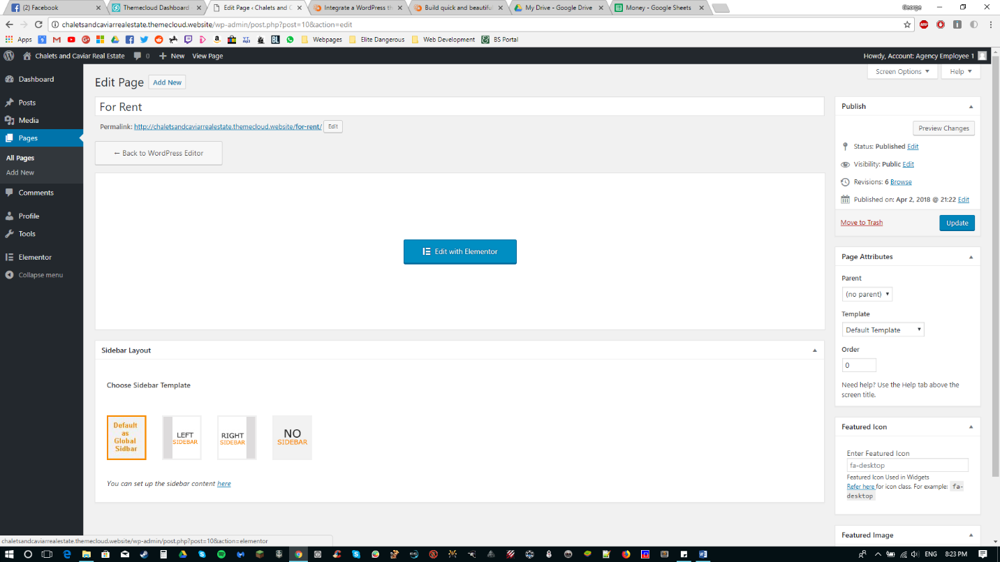 (2) Facebook
Themecloud Dashboard
Edit Page ‹ Chalets and C
Integrate a WordPress th
Build quick and beautiful
My Drive - Google Drive
Money - Google Sheets
George
chaletsandcaviarrealestate.themecloud.website/wp-admin/post.php?post=10&action=edit
Apps
Webpages
Elite Dangerous
Web Development
BS Portal
Chalets and Caviar Real Estate
0
New
View Page
Howdy, Account: Agency Employee 1
Dashboard
Posts
Media
Pages
All Pages
Add New
Comments
Profile
Tools
Elementor
Collapse menu
Screen Options
Help
Edit Page
Add New
For Rent
Permalink: http://chaletsandcaviarrealestate.themecloud.website/for-rent/
Edit
← Back to WordPress Editor
Edit with Elementor
Sidebar Layout
Choose Sidebar Template
Default
as
Global
Sidbar
LEFT
SIDEBAR
RIGHT
SIDEBAR
NO
SIDEBAR
You can set up the sidebar content here
Publish
Preview Changes
Status: Published Edit
Visibility: Public Edit
Revisions: 6 Browse
Published on: Apr 2, 2018 @ 21:22 Edit
Move to Trash
Update
Page Attributes
Parent
(no parent)
Template
Default Template
Order
0
Need help? Use the Help tab above the
screen title.
Featured Icon
Enter Featured Icon
fa-desktop
Featured Icon Used in Widgets
Refer here for icon class. For example: fa-
desktop
Featured Image
chaletsandcaviarrealestate.themecloud.website/wp-admin/post.php?post=10&action=elementor
ENG
8:23 PM